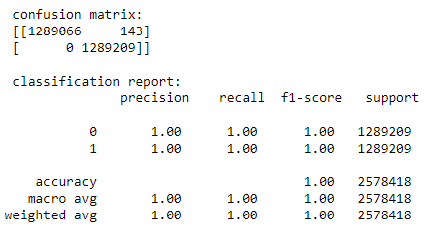 confusion matrix:
[[1289066     143]
[      0 1289209]]
classification report:
precision    recall  f1-score   support
0       1.00      1.00      1.00   1289209
1       1.00      1.00      1.00   1289209
accuracy                           1.00   2578418
macro avg       1.00      1.00      1.00   2578418
weighted avg       1.00      1.00      1.00   2578418